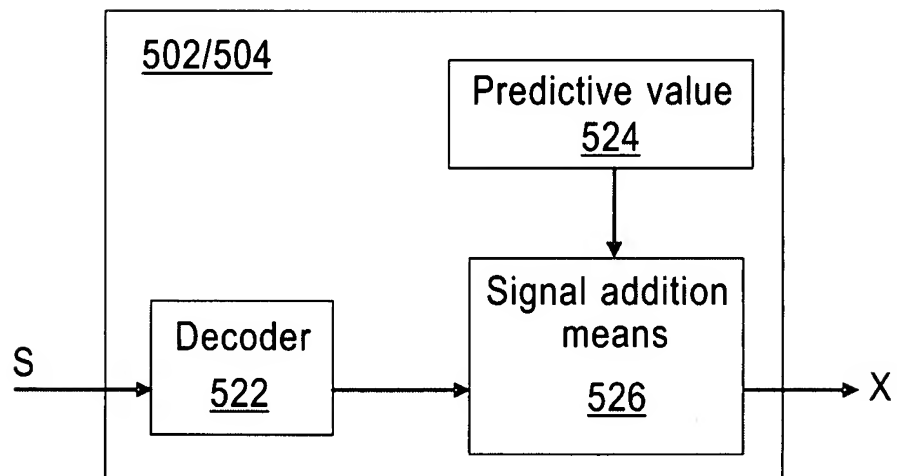 502/504
Predictive value
524
Signal addition
means
526
Decoder
522
S
X